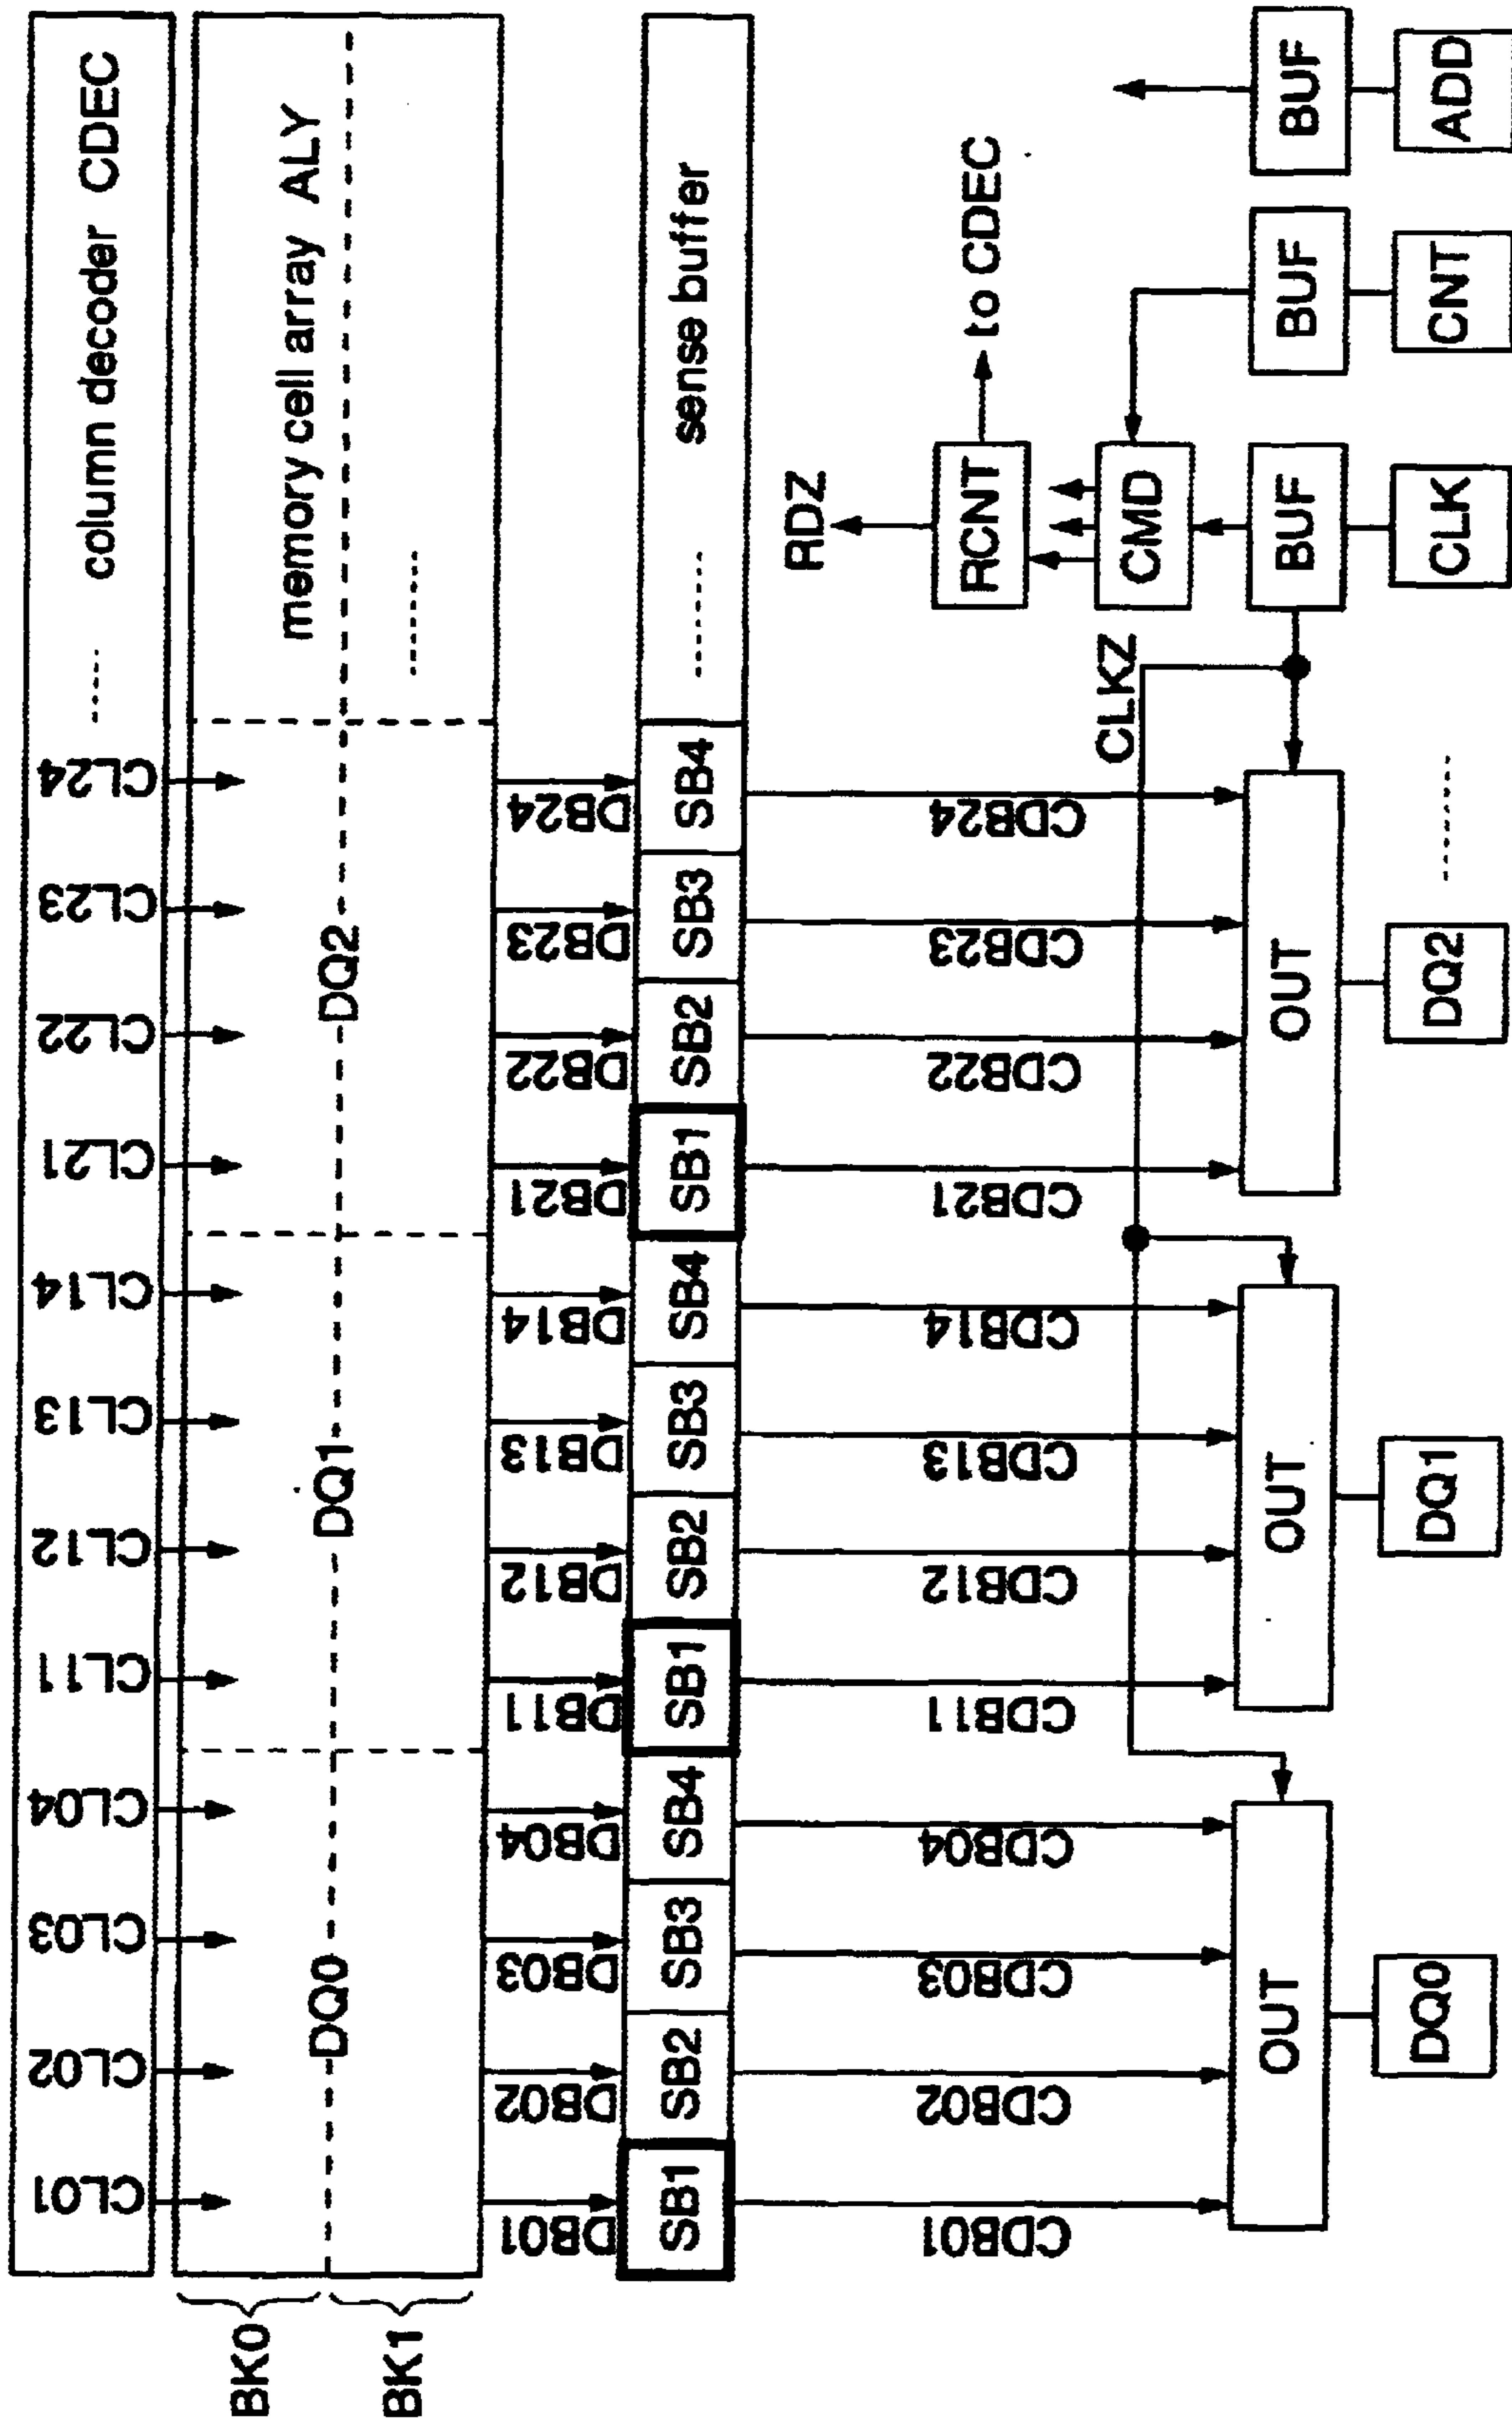 CL01 CL02 CL03 CL04 CL11 CL12 CL13 CL14 CL21 CL22 CL23 CL24 ----- column decoder CDEC
BK0
memory cell array ALY
DQ0 DQ1 DQ2
BK1
--------
DB01 DB02 DB03 DB04 DB11 DB12 DB13 DB14 DB21 DB22 DB23 DB24
SB1 SB2 SB3 SB4 SB1 SB2 SB3 SB4 SB1 SB2 SB3 SB4 -------- sense buffer
CDB01 CDB02 CDB03 CDB04 CDB11 CDB12 CDB13 CDB14 CDB21 CDB22 CDB23 CDB24
RDZ
RCNT to CDEC
CLKZ CMD
OUT OUT OUT BUF BUF BUF
DQ0 DQ1 DQ2 -------- CLK CNT ADD